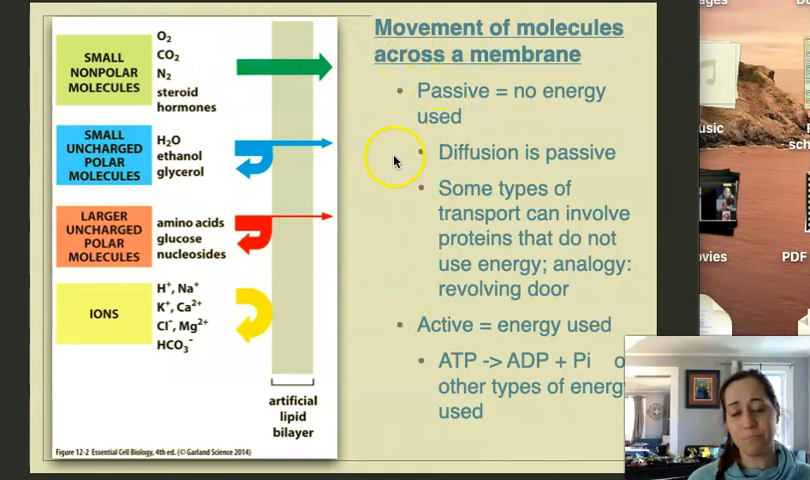 SMALL
NONPOLAR
MOLECULES
O₂
CO₂
N₂
steroid
hormones
SMALL
UNCHARGED
POLAR
MOLECULES
H₂O
ethanol
glycerol
LARGER
UNCHARGED
POLAR
MOLECULES
amino acids
glucose
nucleosides
IONS
H⁺, Na⁺
K⁺, Ca²⁺
Cl⁻, Mg²⁺
HCO₃⁻
artificial
lipid
bilayer
Figure 12-2 Essential Cell Biology, 4th ed. (© Garland Science 2014)
Movement of molecules
across a membrane
• Passive = no energy
used
• Diffusion is passive
• Some types of
transport can involve
proteins that do not
use energy; analogy:
revolving door
• Active = energy used
• ATP -> ADP + Pi o
other types of energ
used
ages
usic
sch
ovies
PDF